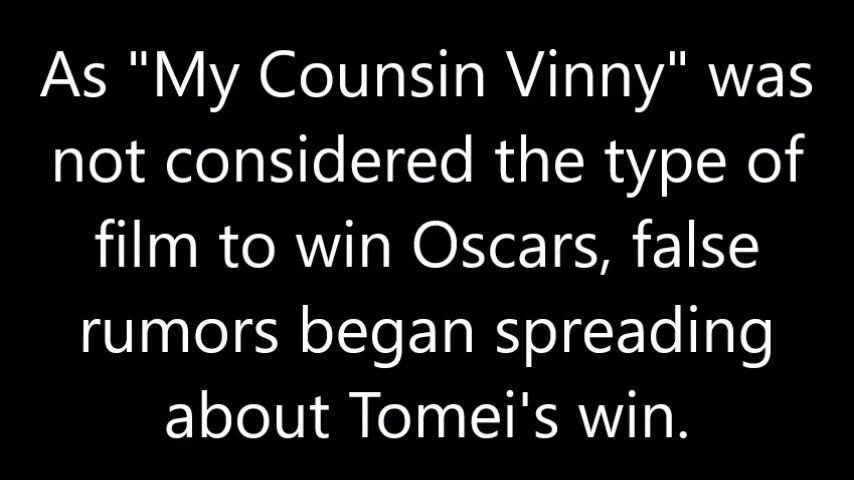 As "My Counsin Vinny" was
not considered the type of
film to win Oscars, false
rumors began spreading
about Tomei's win.